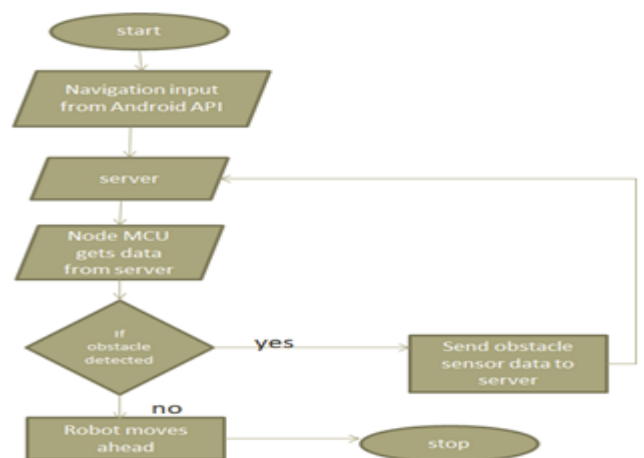 start
Navigation input
from Android API
server
Node MCU
gets data
from server
If
obstacle
detected
yes
Send obstacle
sensor data to
server
no
Robot moves
ahead
stop